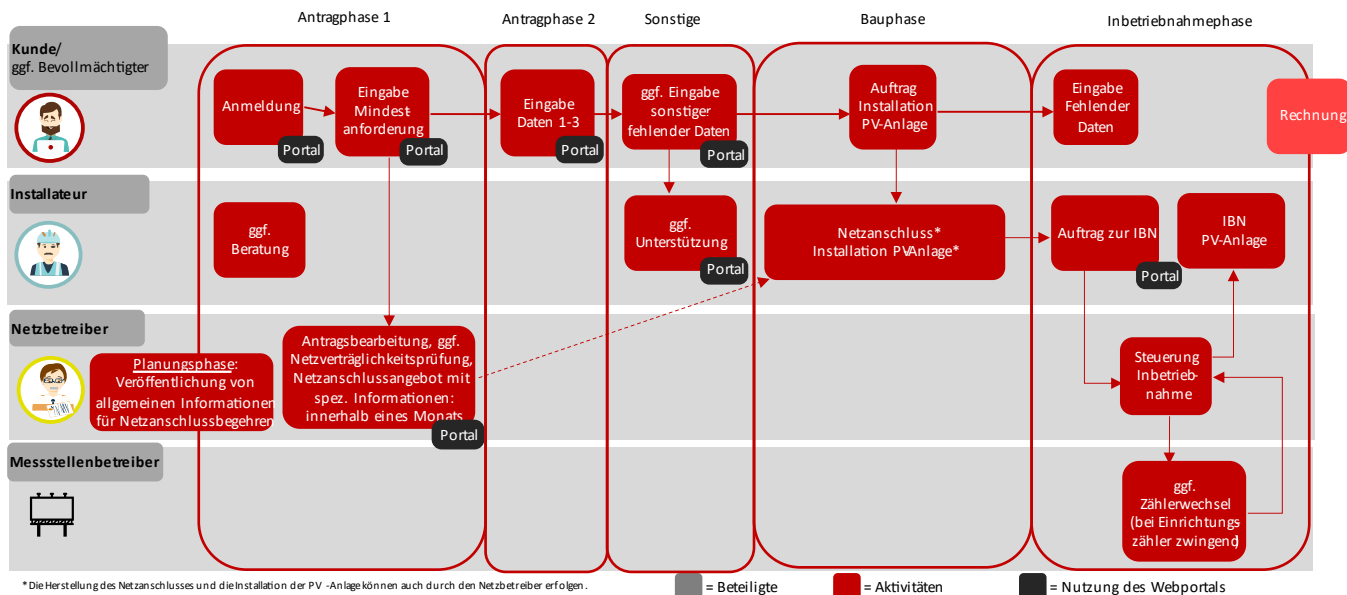 Antragphase 1
Antragphase 2
Sonstige
Bauphase
Inbetriebnahmephase
Kunde/
ggf. Bevollmächtigter
Anmeldung
Portal
Eingabe
Mindest-
anforderung
Portal
Eingabe
Daten 1-3
Portal
ggf. Eingabe
sonstiger
fehlender Daten
Portal
Auftrag
Installation
PV-Anlage
Eingabe
Fehlender
Daten
Rechnung
Installateur
ggf.
Beratung
ggf.
Unterstützung
Portal
Netzanschluss*
Installation PV-Anlage*
Auftrag zur IBN
Portal
IBN
PV-Anlage
Netzbetreiber
Planungsphase:
Veröffentlichung von
allgemeinen Informationen
für Netzanschlussbegehren
Antragsbearbeitung, ggf.
Netzverträglichkeitsprüfung,
Netzanschlussangebot mit
spez. Informationen:
innerhalb eines Monats
Portal
Steuerung
Inbetrieb-
nahme
Messstellenbetreiber
ggf.
Zählerwechsel
(bei Einrichtungs-
zähler zwingend)
*Die Herstellung des Netzanschlusses und die Installation der PV -Anlage können auch durch den Netzbetreiber erfolgen.
= Beteiligte
= Aktivitäten
= Nutzung des Webportals